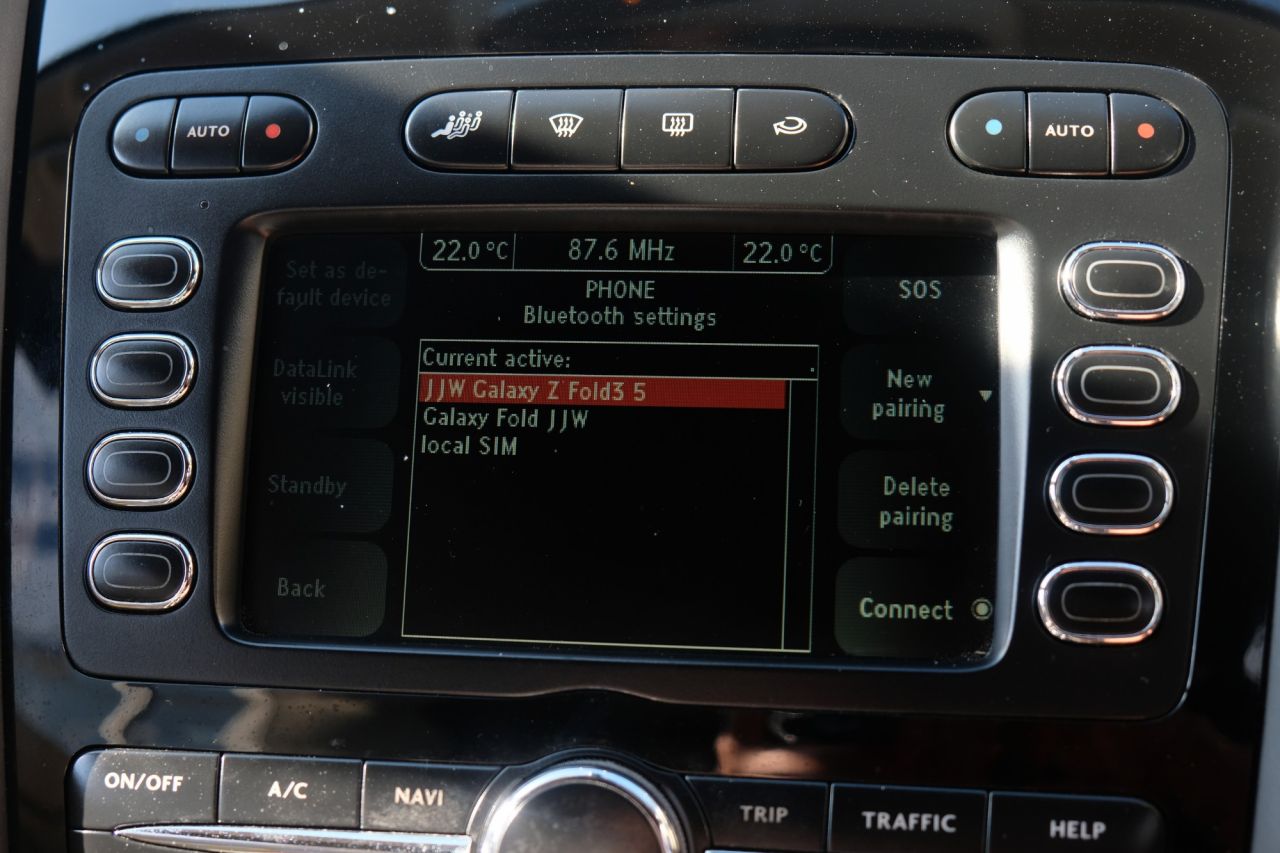 AUTO
AUTO
22.0 °C 87.6 MHz 22.0 °C
Set as de-
fault device
PHONE
Bluetooth settings
SOS
DataLink
visible
Current active:
JJW Galaxy Z Fold3 5
Galaxy Fold JJW
local SIM
New
pairing
Standby
Delete
pairing
Back
Connect
ON/OFF
A/C
NAVI
TRIP
TRAFFIC
HELP